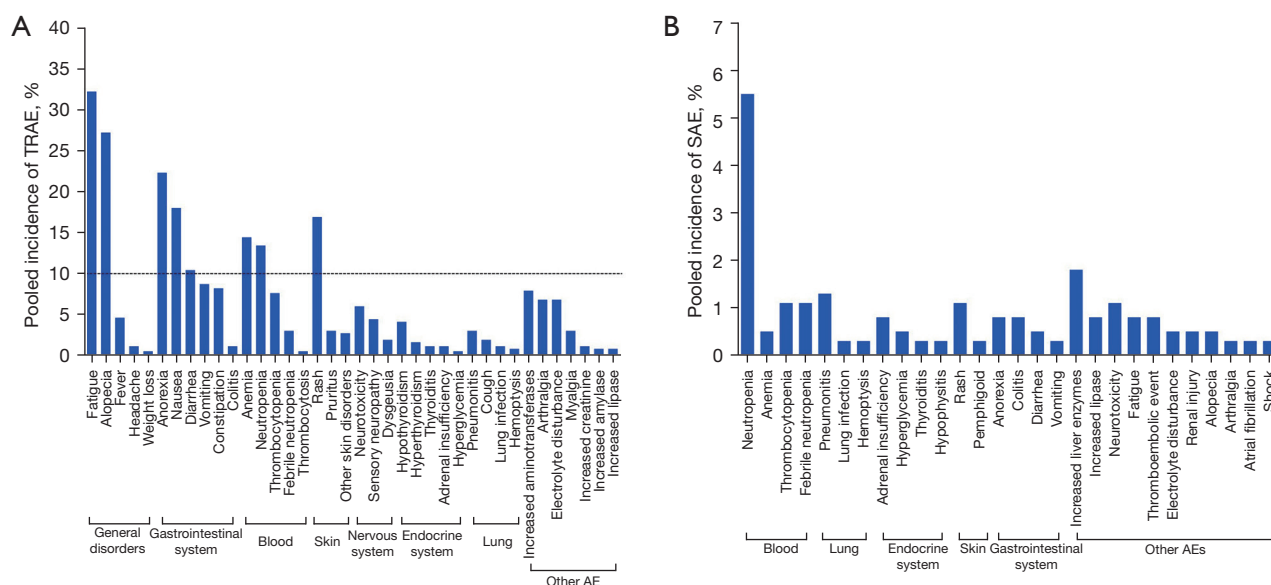 A
Pooled incidence of TRAE, %
40
35
30
25
20
15
10
5
0
Fatigue
Alopecia
Fever
Headache
Weight loss
Anorexia
Nausea
Diarrhea
Vomiting
Constipation
Colitis
Anemia
Neutropenia
Thrombocytopenia
Febrile neutropenia
Thrombocytosis
Rash
Pruritus
Other skin disorders
Neurotoxicity
Sensory neuropathy
Dysgeusia
Hypothyroidism
Hyperthyroidism
Thyroiditis
Adrenal insufficiency
Hyperglycemia
Pneumonitis
Cough
Lung infection
Hemoptysis
Increased aminotransferases
Arthralgia
Electrolyte disturbance
Myalgia
Increased creatinine
Increased amylase
Increased lipase
General
disorders
Gastrointestinal
system
Blood
Skin
Nervous
system
Endocrine
system
Lung
Other AE
B
Pooled incidence of SAE, %
7
6
5
4
3
2
1
0
Neutropenia
Anemia
Thrombocytopenia
Febrile neutropenia
Pneumonitis
Lung infection
Hemoptysis
Adrenal insufficiency
Hyperglycemia
Thyroiditis
Hypophysitis
Rash
Pemphigoid
Anorexia
Colitis
Diarrhea
Vomiting
Increased liver enzymes
Increased lipase
Neurotoxicity
Fatigue
Thromboembolic event
Electrolyte disturbance
Renal injury
Alopecia
Arthralgia
Atrial fibrillation
Shock
Blood
Lung
Endocrine
system
Skin
Gastrointestinal
system
Other AEs